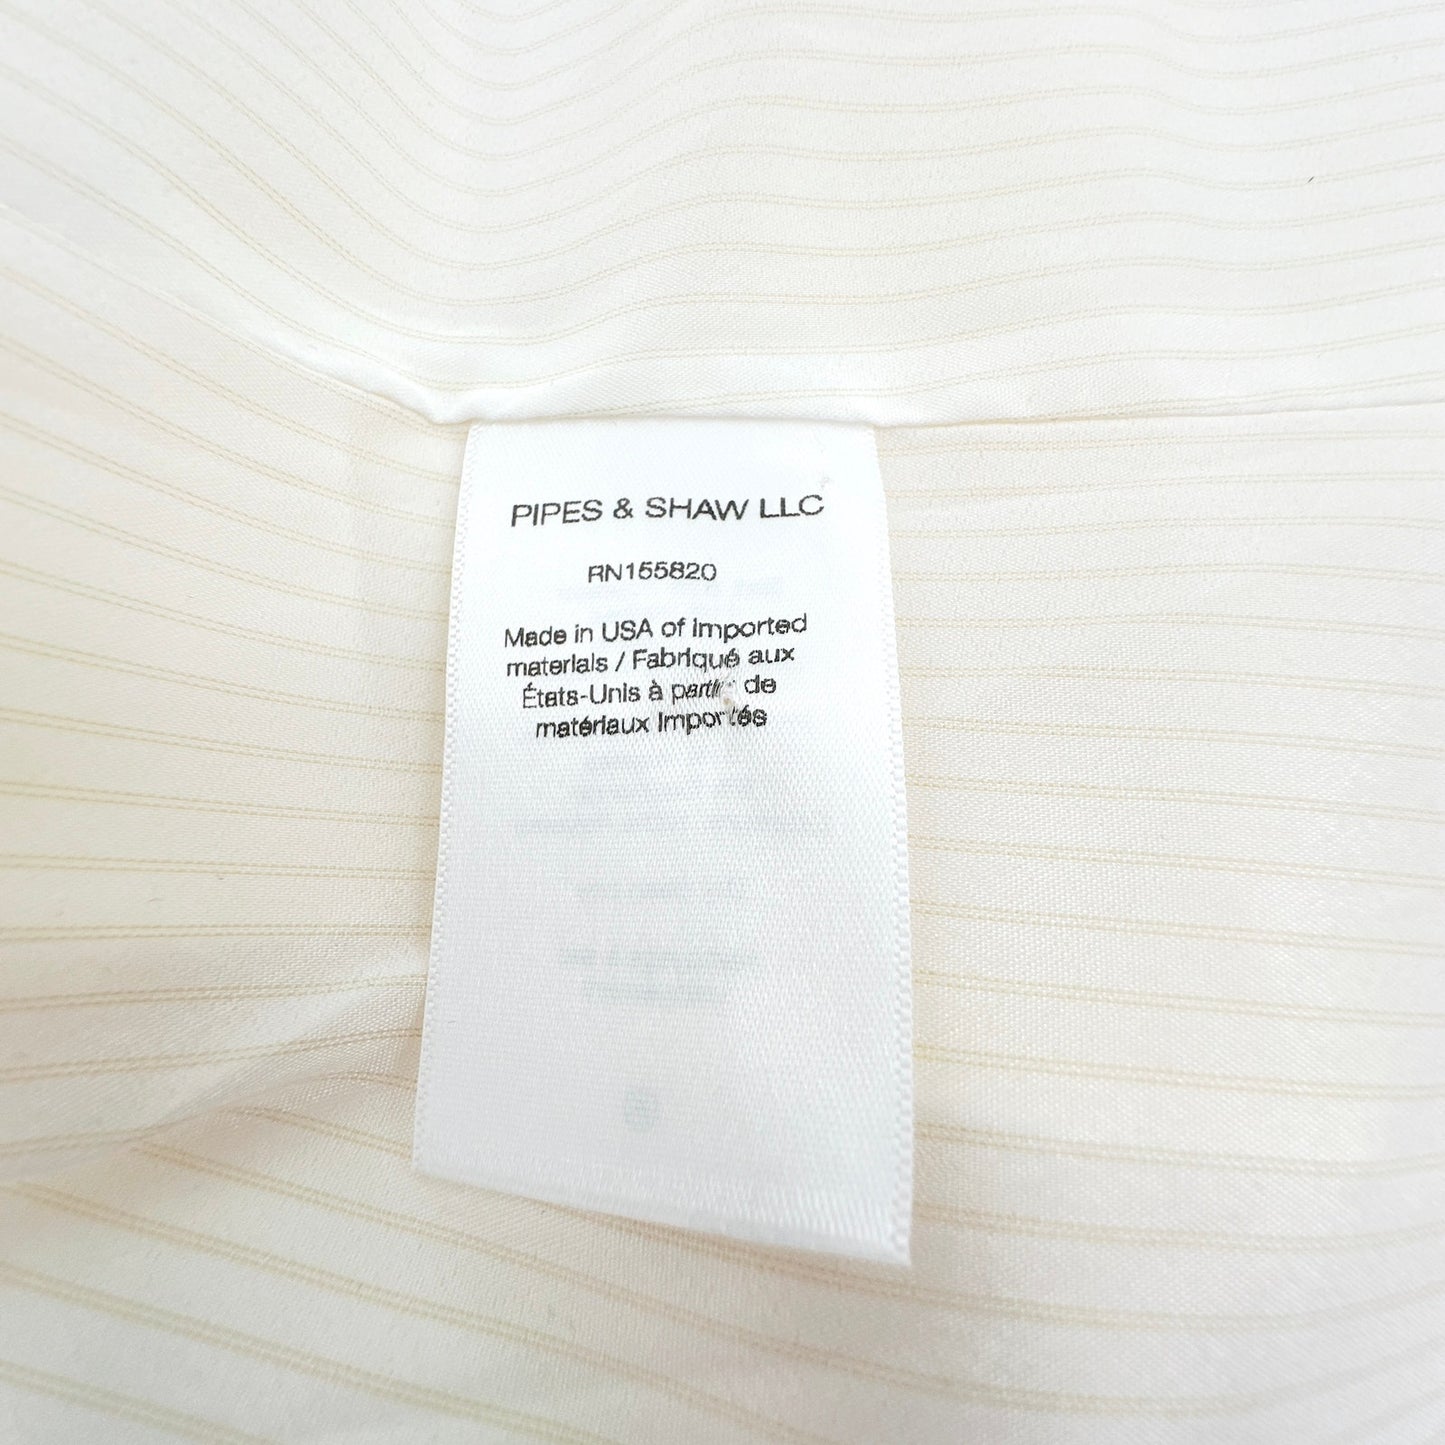 PIPES & SHAW LLC
RN155820
Made in USA of Imported
materials / Fabriqué aux
États-Unis à partir de
matériaux Importés